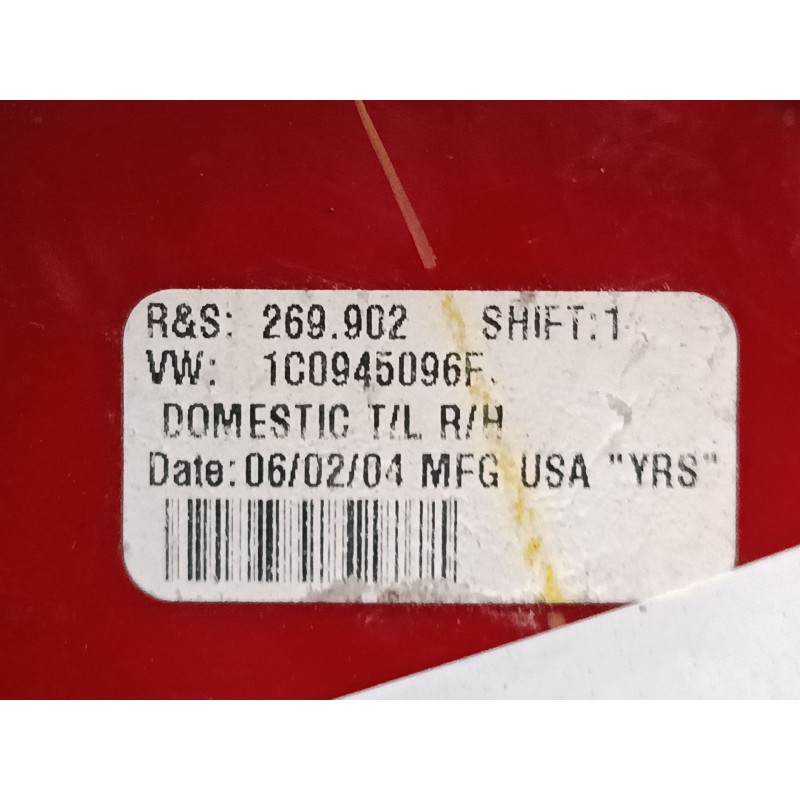 R&S: 269.902 SHIFT:1
VW: 1C0945096F.
DOMESTIC T/L R/H
Date:06/02/04 MFG USA "YRS"